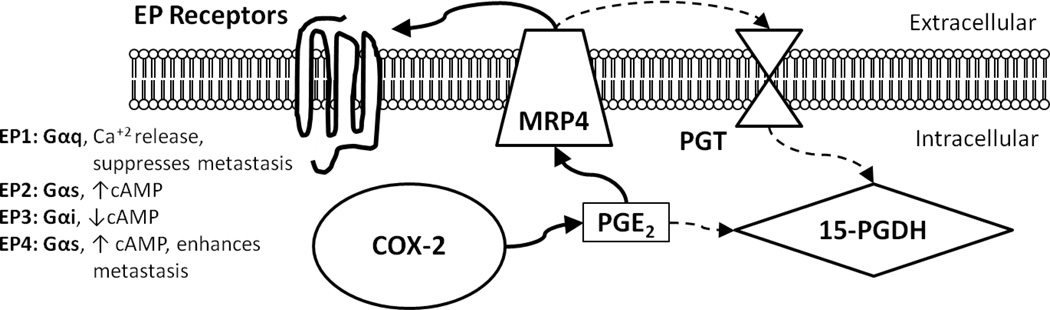 EP Receptors
Extracellular
MRP4
PGT
Intracellular
EP1: Gαq, Ca⁺² release,
suppresses metastasis
EP2: Gαs, ↑cAMP
EP3: Gαi, ↓cAMP
EP4: Gαs, ↑ cAMP, enhances
metastasis
COX-2
PGE₂
15-PGDH